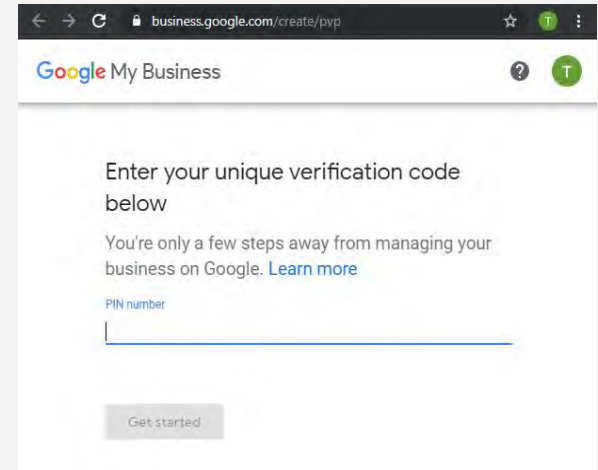 business.google.com/create/pvp
T
Google My Business
?
T
Enter your unique verification code
below
You're only a few steps away from managing your
business on Google. Learn more
PIN number
Get started